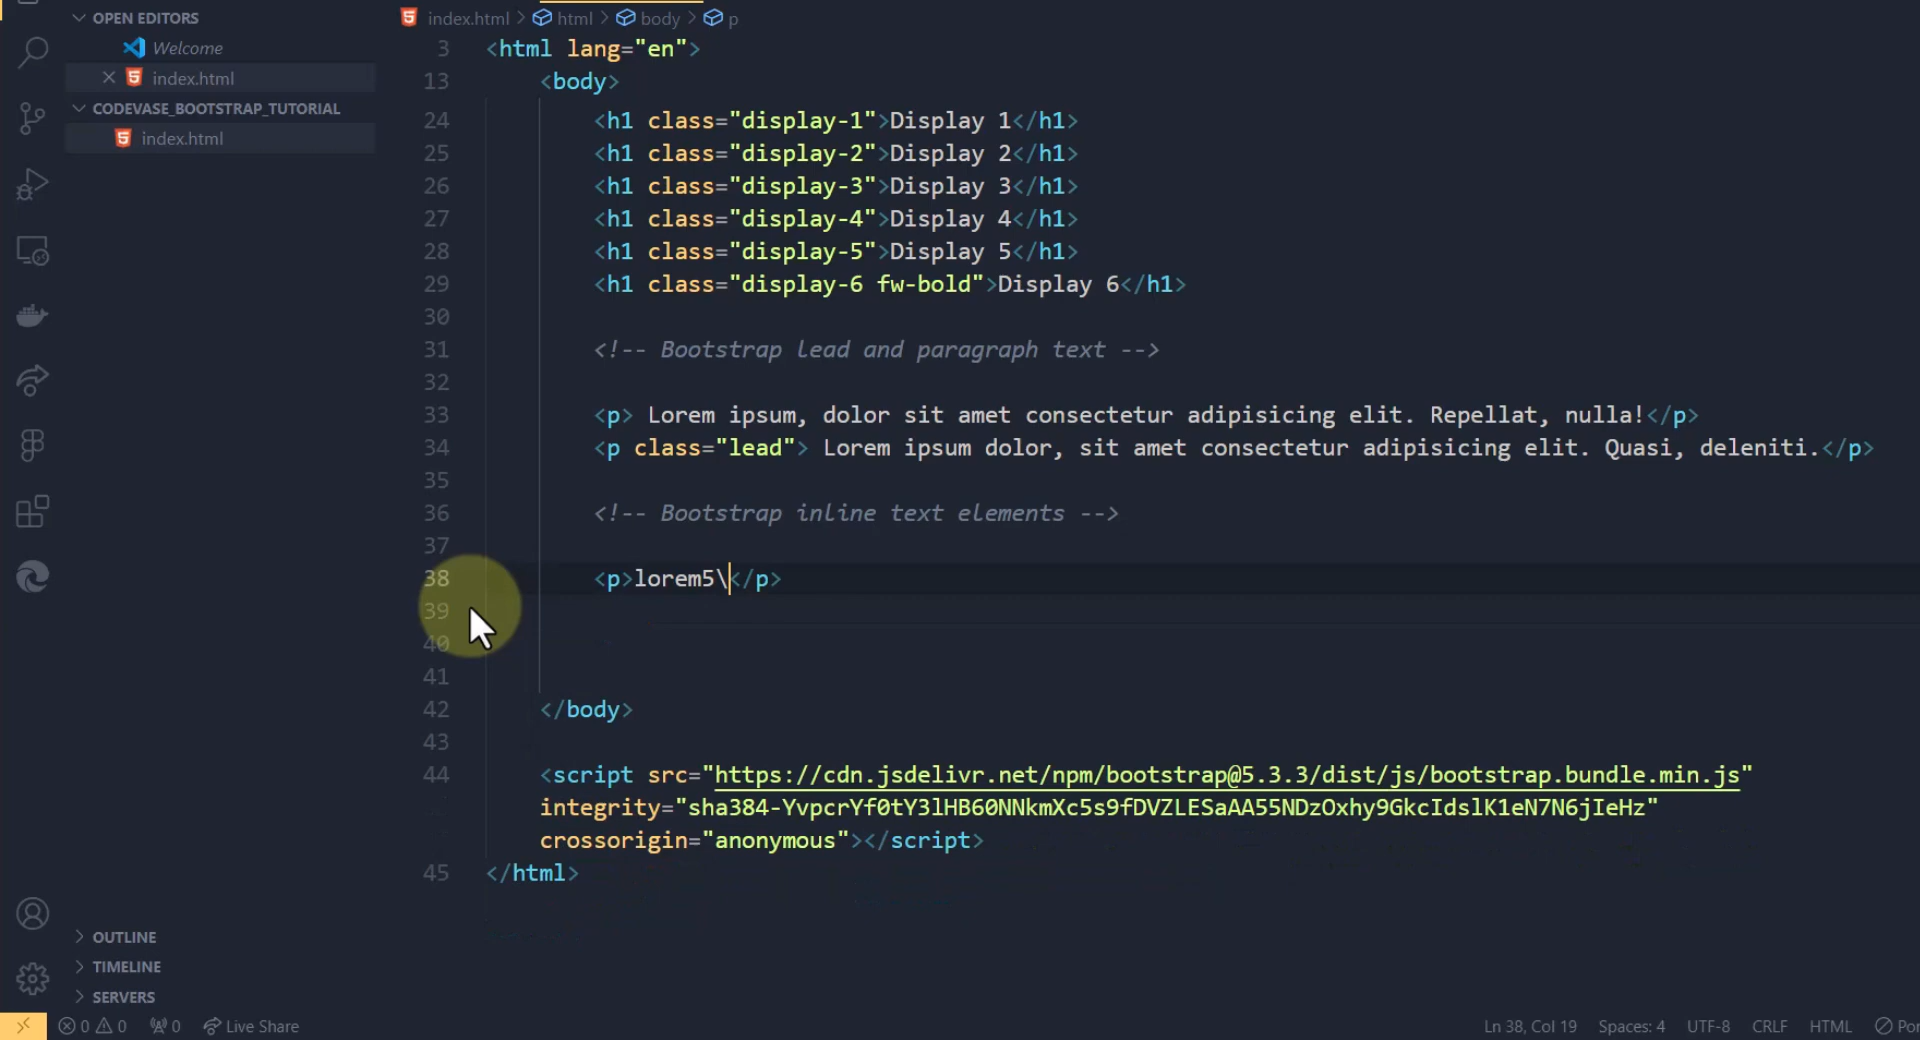 OPEN EDITORS
Welcome
index.html
CODEVASE_BOOTSTRAP_TUTORIAL
index.html
index.html > html > body > p
3 <html lang="en">
13 <body>
24 <h1 class="display-1">Display 1</h1>
25 <h1 class="display-2">Display 2</h1>
26 <h1 class="display-3">Display 3</h1>
27 <h1 class="display-4">Display 4</h1>
28 <h1 class="display-5">Display 5</h1>
29 <h1 class="display-6 fw-bold">Display 6</h1>
30
31 <!-- Bootstrap lead and paragraph text -->
32
33 <p> Lorem ipsum, dolor sit amet consectetur adipisicing elit. Repellat, nulla!</p>
34 <p class="lead"> Lorem ipsum dolor, sit amet consectetur adipisicing elit. Quasi, deleniti.</p>
35
36 <!-- Bootstrap inline text elements -->
37
38 <p>lorem5\</p>
39
40
41
42 </body>
43
44 <script src="https://cdn.jsdelivr.net/npm/bootstrap@5.3.3/dist/js/bootstrap.bundle.min.js"
integrity="sha384-YvpcrYf0tY3lHB60NNkmXc5s9fDVZLESaAA55NDzOxhy9GkcIdslK1eN7N6jIeHz"
crossorigin="anonymous"></script>
45 </html>
OUTLINE
TIMELINE
SERVERS
0 0 0 Live Share
Ln 38, Col 19 Spaces: 4 UTF-8 CRLF HTML Por